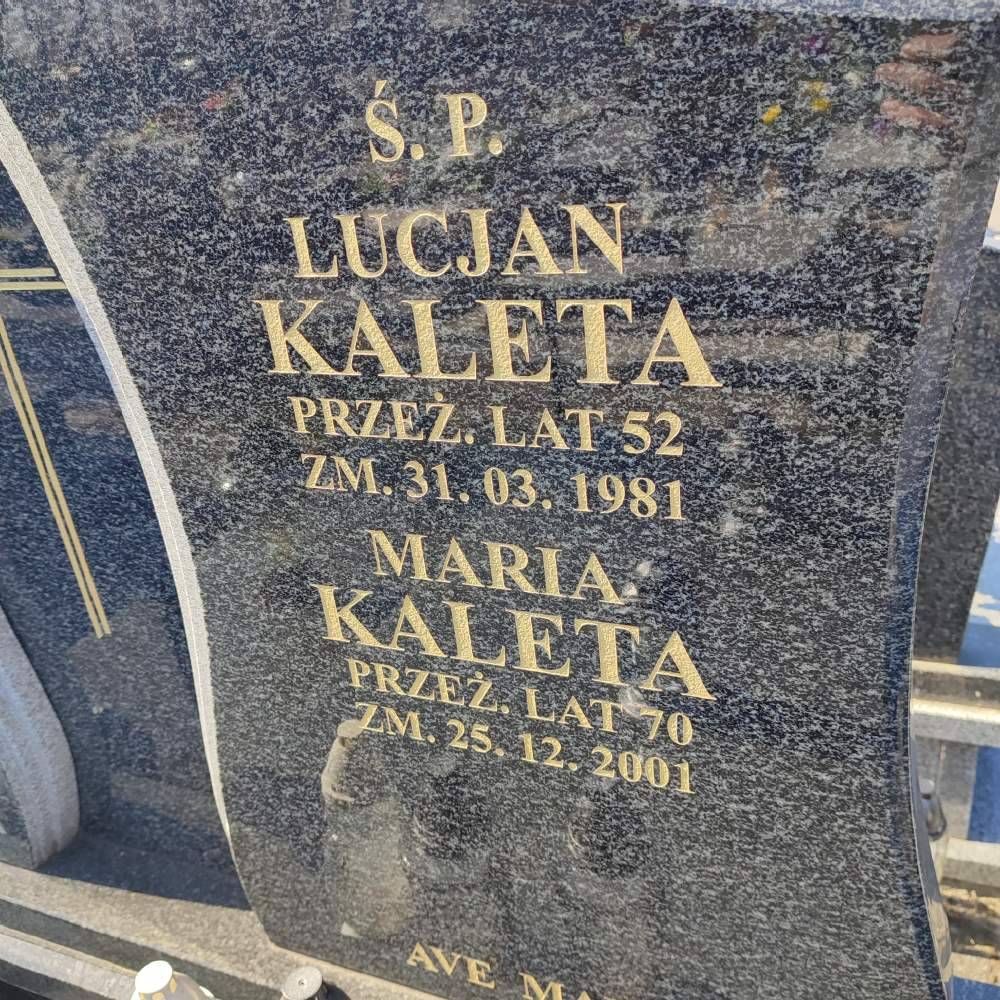 Ś. P.
LUCJAN
KALETA
PRZEŻ. LAT 52
ZM. 31. 03. 1981
MARIA
KALETA
PRZEŻ. LAT 70
ZM. 25. 12. 2001
AVE